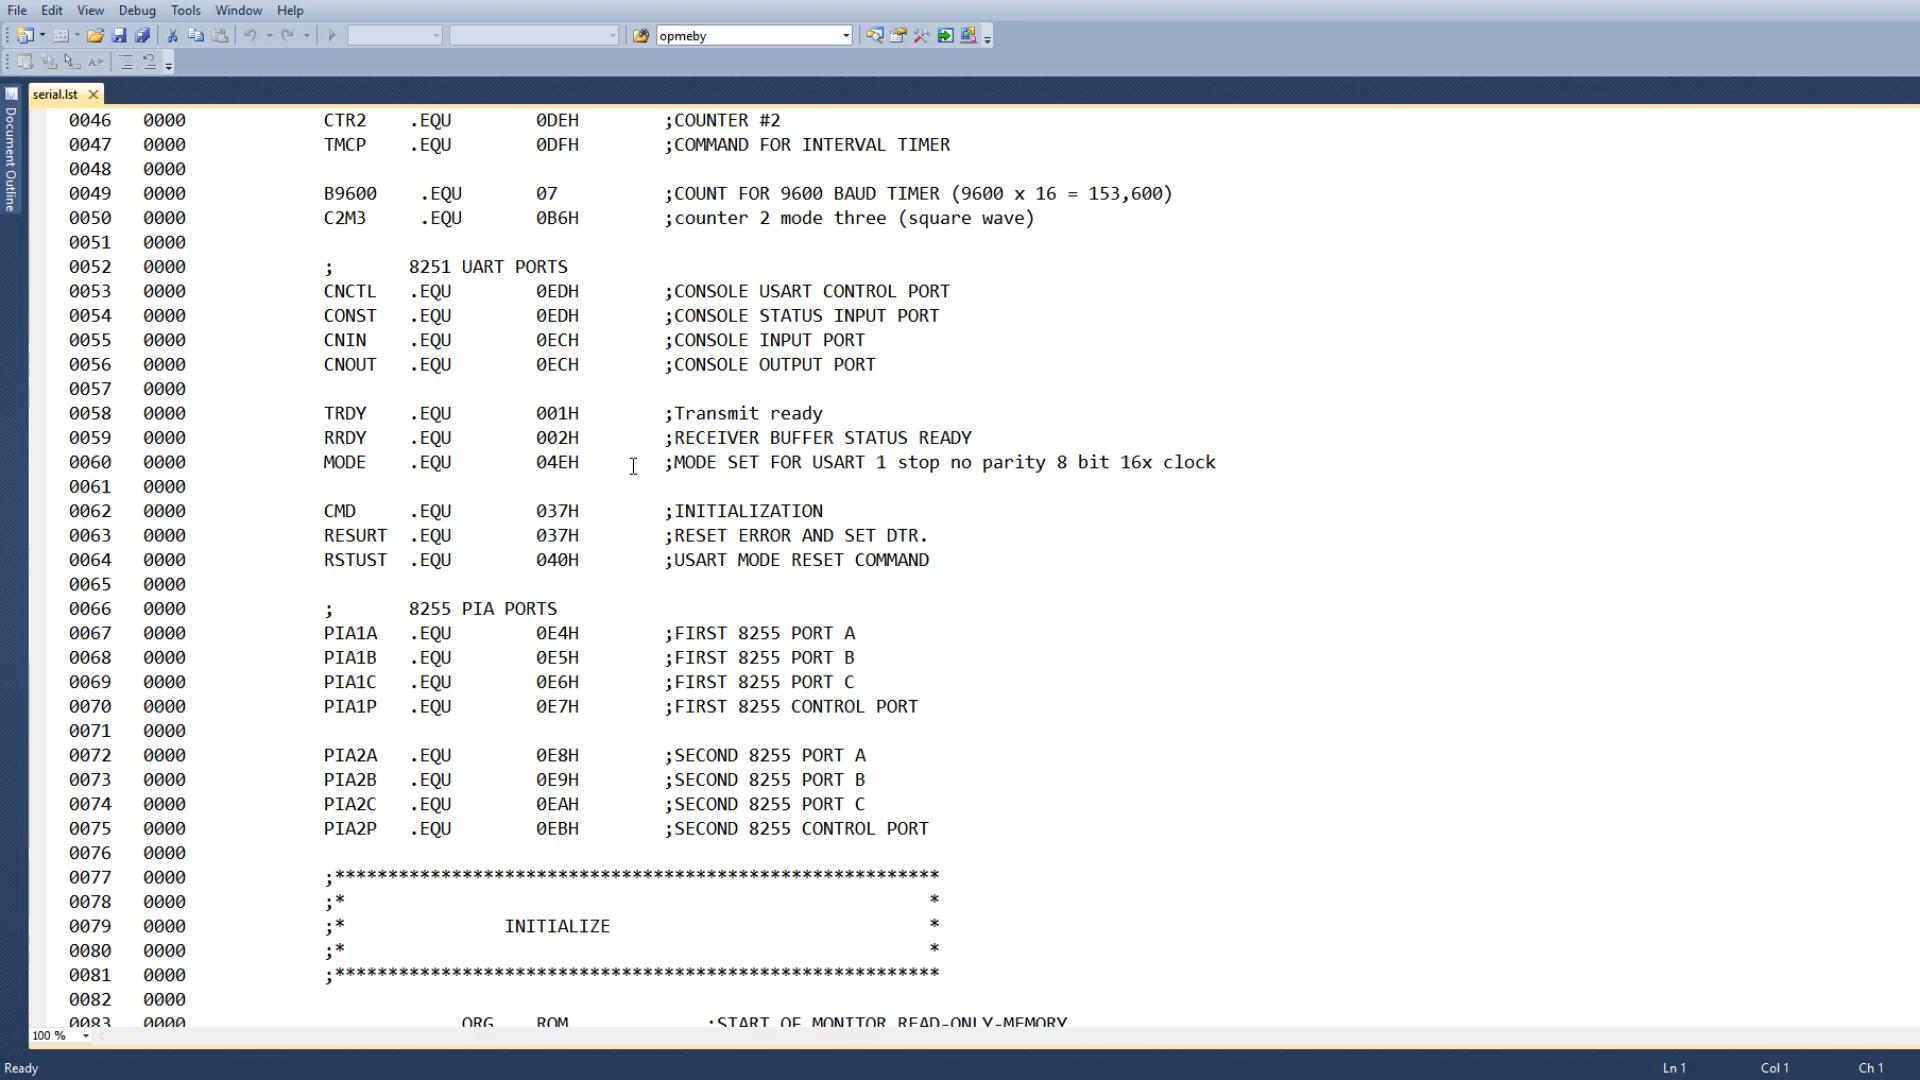 File Edit View Debug Tools Window Help
opmeby
serial.lst
Document Outline
0046 0000 CTR2 .EQU 0DEH ;COUNTER #2
0047 0000 TMCP .EQU 0DFH ;COMMAND FOR INTERVAL TIMER
0048 0000
0049 0000 B9600 .EQU 07 ;COUNT FOR 9600 BAUD TIMER (9600 x 16 = 153,600)
0050 0000 C2M3 .EQU 0B6H ;counter 2 mode three (square wave)
0051 0000
0052 0000 ; 8251 UART PORTS
0053 0000 CNCTL .EQU 0EDH ;CONSOLE USART CONTROL PORT
0054 0000 CONST .EQU 0EDH ;CONSOLE STATUS INPUT PORT
0055 0000 CNIN .EQU 0ECH ;CONSOLE INPUT PORT
0056 0000 CNOUT .EQU 0ECH ;CONSOLE OUTPUT PORT
0057 0000
0058 0000 TRDY .EQU 001H ;Transmit ready
0059 0000 RRDY .EQU 002H ;RECEIVER BUFFER STATUS READY
0060 0000 MODE .EQU 04EH ;MODE SET FOR USART 1 stop no parity 8 bit 16x clock
0061 0000
0062 0000 CMD .EQU 037H ;INITIALIZATION
0063 0000 RESURT .EQU 037H ;RESET ERROR AND SET DTR.
0064 0000 RSTUST .EQU 040H ;USART MODE RESET COMMAND
0065 0000
0066 0000 ; 8255 PIA PORTS
0067 0000 PIA1A .EQU 0E4H ;FIRST 8255 PORT A
0068 0000 PIA1B .EQU 0E5H ;FIRST 8255 PORT B
0069 0000 PIA1C .EQU 0E6H ;FIRST 8255 PORT C
0070 0000 PIA1P .EQU 0E7H ;FIRST 8255 CONTROL PORT
0071 0000
0072 0000 PIA2A .EQU 0E8H ;SECOND 8255 PORT A
0073 0000 PIA2B .EQU 0E9H ;SECOND 8255 PORT B
0074 0000 PIA2C .EQU 0EAH ;SECOND 8255 PORT C
0075 0000 PIA2P .EQU 0EBH ;SECOND 8255 CONTROL PORT
0076 0000
0077 0000 ;*********************************************************
0078 0000 ;* *
0079 0000 ;* INITIALIZE *
0080 0000 ;* *
0081 0000 ;*********************************************************
0082 0000
0083 0000 ORG ROM ;START OF MONITOR READ-ONLY-MEMORY
100 %
Ready Ln 1 Col 1 Ch 1